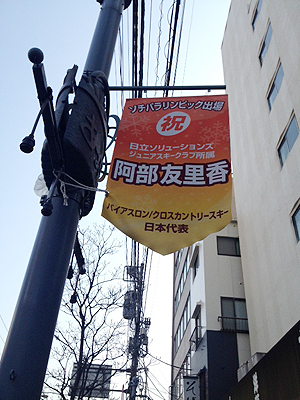 ソチパラリンピック出場
祝
日立ソリューションズ
ジュニアスキークラブ所属
阿部友里香
バイアスロン/クロスカントリースキー
日本代表